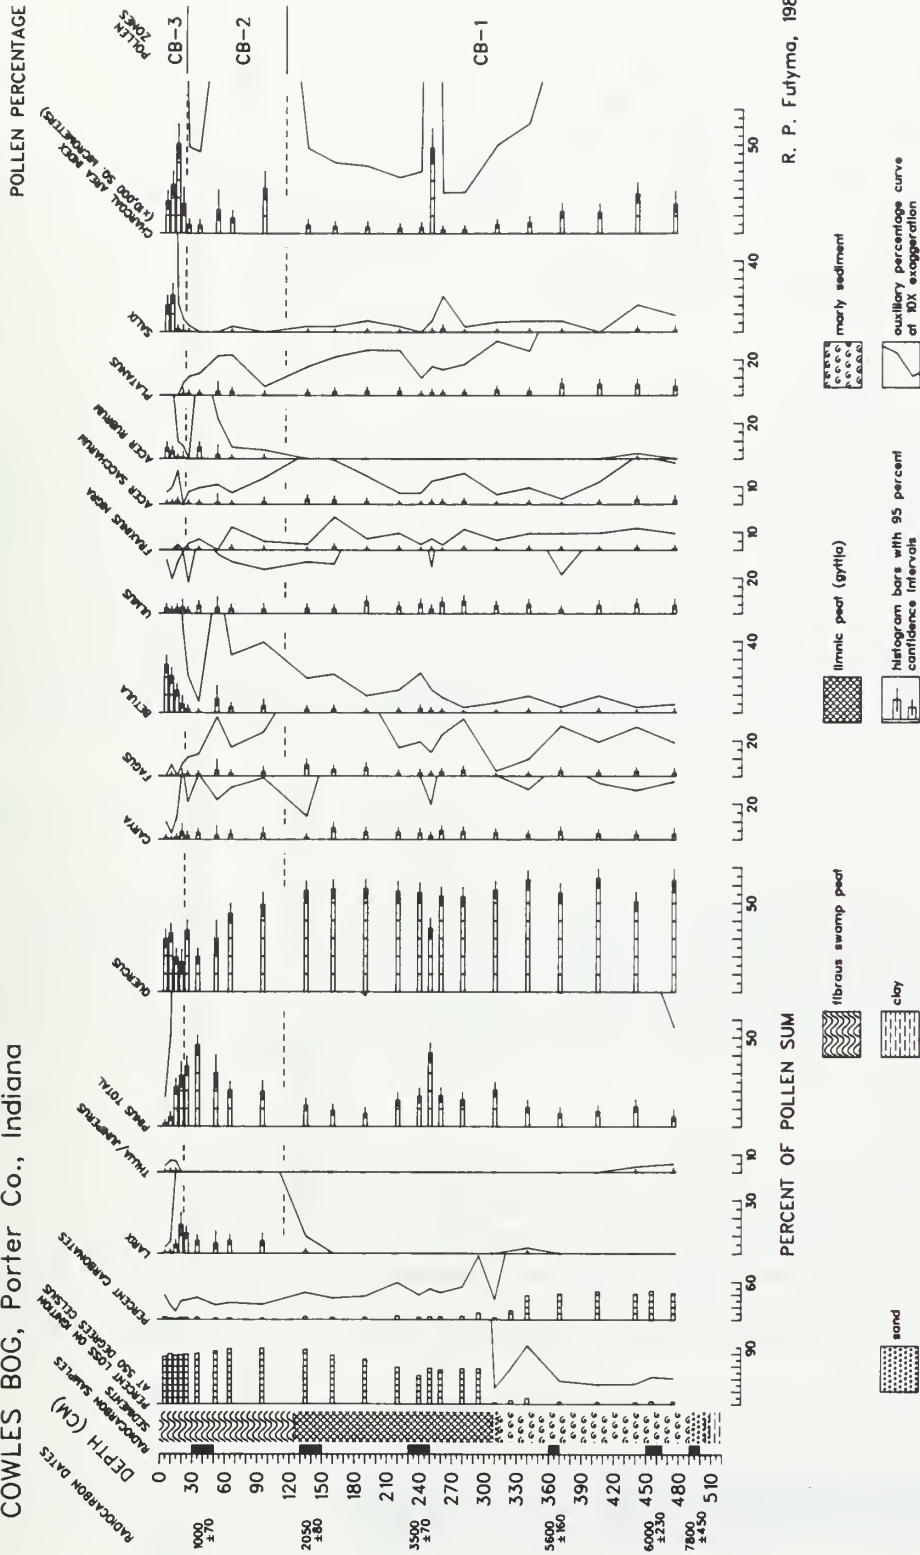 COWLES BOG, Porter Co., Indiana
POLLEN PERCENTAGE
RADIOCARBON DATES
DEPTH (CM)
RADIOCARBON SAMPLES
SEDIMENTS
PERCENT LOSS ON IGNITION
AT 550 DEGREES CELSIUS
PERCENT CARBONATES
LARIX
THUJA/JUNIPERUS
PINUS TOTAL
QUERCUS
CARYA
FAGUS
BETULA
ULMUS
FRAXINUS NIGRA
ACER SACCHARUM
ACER RUBRUM
PLATANUS
SALIX
CHARCOAL AREA INDEX
(x10,000 SQ. MICROMETERS)
POLLEN
ZONES
CB-3
CB-2
CB-1
0
30
60
90
120
150
180
210
240
270
300
330
360
390
420
450
480
510
1000
±70
2050
±80
3500
±70
5600
±160
6000
±230
7800
±450
90
60
30
10
50
50
20
20
40
20
10
10
20
20
40
50
PERCENT OF POLLEN SUM
R. P. Futyma, 198
fibrous swamp peat
limnic peat (gyttja)
marly sediment
sand
clay
histogram bars with 95 percent
confidence intervals
auxiliary percentage curve
at 10X exaggeration